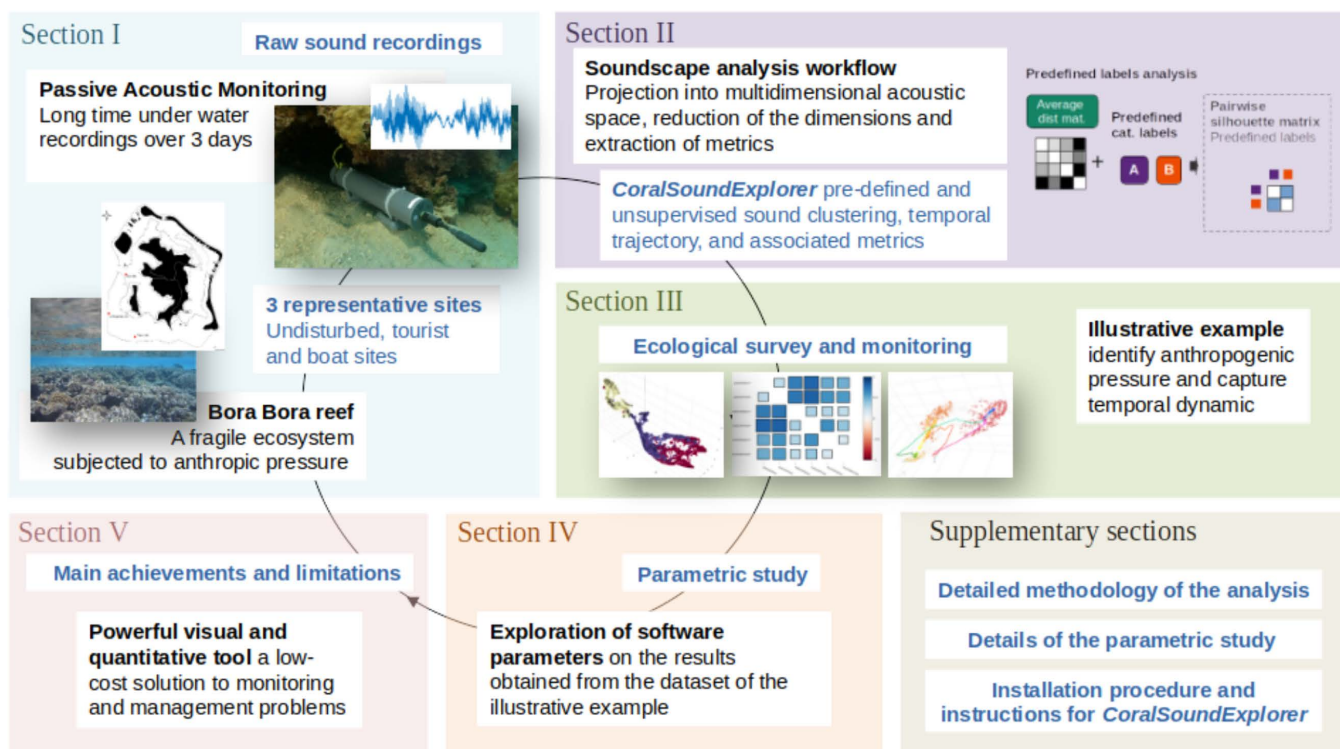 Section I
Raw sound recordings
Passive Acoustic Monitoring
Long time under water
recordings over 3 days
3 representative sites
Undisturbed, tourist
and boat sites
Bora Bora reef
A fragile ecosystem
subjected to anthropic pressure
Section II
Soundscape analysis workflow
Projection into multidimensional acoustic
space, reduction of the dimensions and
extraction of metrics
CoralSoundExplorer pre-defined and
unsupervised sound clustering, temporal
trajectory, and associated metrics
Predefined labels analysis
Average
dist mat.
+
Predefined
cat. labels
A B
Pairwise
silhouette matrix
Predefined labels
Section III
Ecological survey and monitoring
Illustrative example
identify anthropogenic
pressure and capture
temporal dynamic
Section V
Main achievements and limitations
Powerful visual and
quantitative tool a low-
cost solution to monitoring
and management problems
Section IV
Parametric study
Exploration of software
parameters on the results
obtained from the dataset of the
illustrative example
Supplementary sections
Detailed methodology of the analysis
Details of the parametric study
Installation procedure and
instructions for CoralSoundExplorer